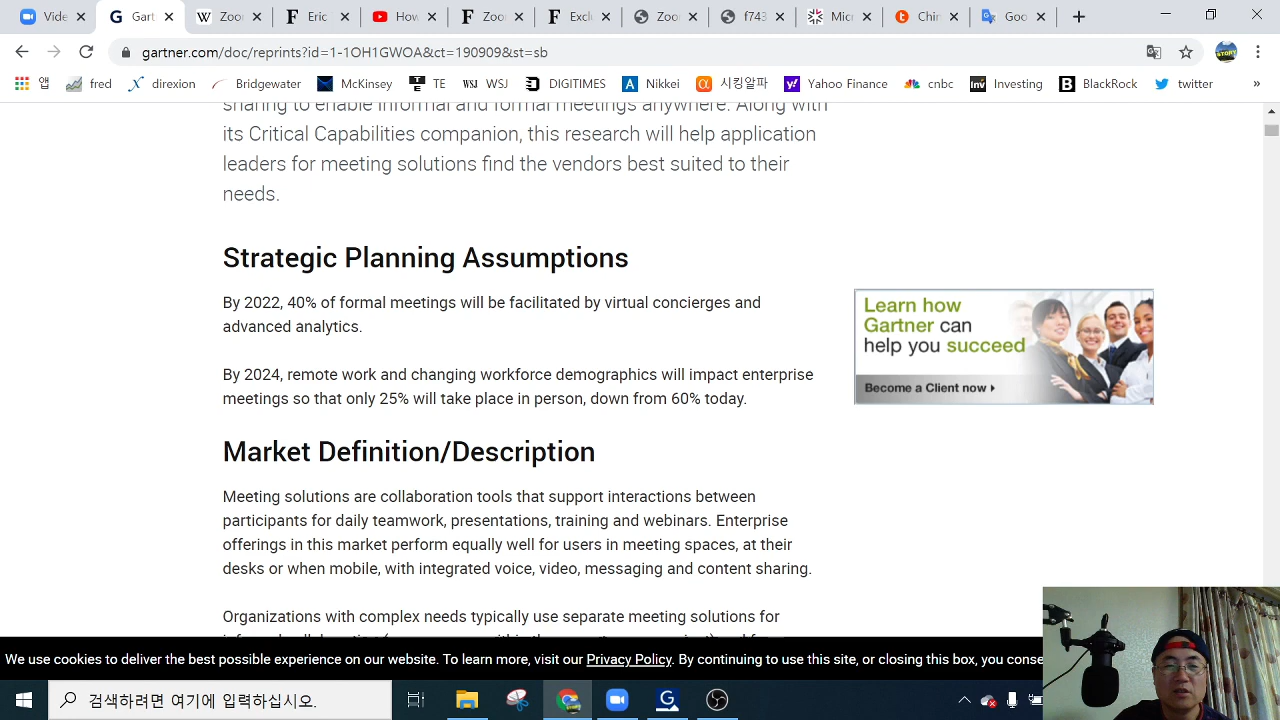 Vide
Gart
Zoo
Eric
How
Zoo
Exclu
Zoo
f743
Micr
Chir
Goo
gartner.com/doc/reprints?id=1-1OH1GWOA&ct=190909&st=sb
앱
fred
direxion
Bridgewater
McKinsey
TE
WSJ
DIGITIMES
Nikkei
시킹알파
Yahoo Finance
cnbc
Investing
BlackRock
twitter
»
sharing to enable informal and formal meetings anywhere. Along with
its Critical Capabilities companion, this research will help application
leaders for meeting solutions find the vendors best suited to their
needs.
Strategic Planning Assumptions
By 2022, 40% of formal meetings will be facilitated by virtual concierges and
advanced analytics.
By 2024, remote work and changing workforce demographics will impact enterprise
meetings so that only 25% will take place in person, down from 60% today.
Learn how
Gartner can
help you succeed
Become a Client now
Market Definition/Description
Meeting solutions are collaboration tools that support interactions between
participants for daily teamwork, presentations, training and webinars. Enterprise
offerings in this market perform equally well for users in meeting spaces, at their
desks or when mobile, with integrated voice, video, messaging and content sharing.
Organizations with complex needs typically use separate meeting solutions for
We use cookies to deliver the best possible experience on our website. To learn more, visit our Privacy Policy. By continuing to use this site, or closing this box, you conse
검색하려면 여기에 입력하십시오.